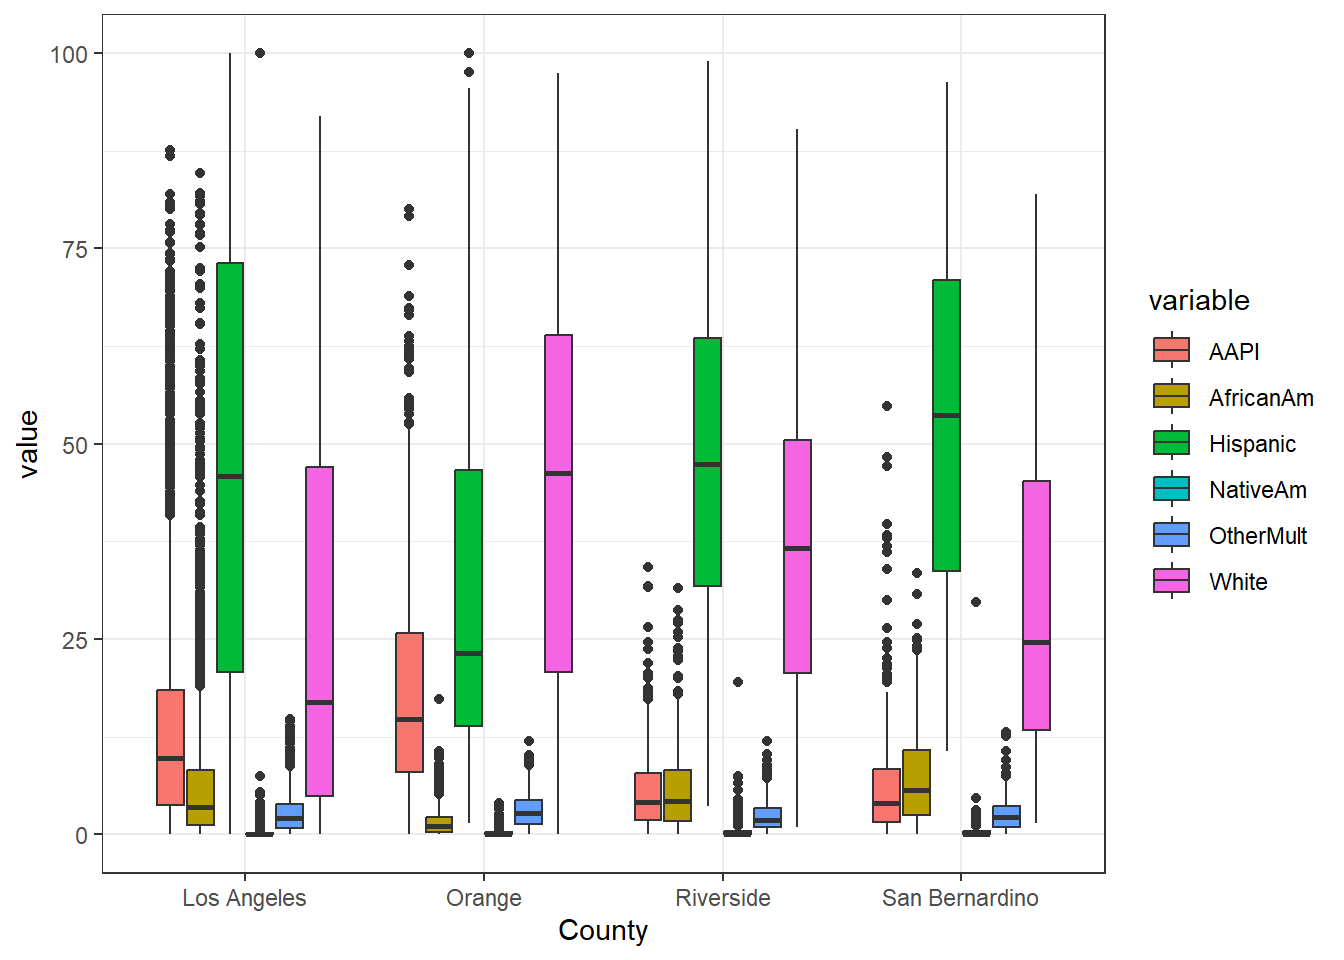 value
100
75
50
25
0
Los Angeles
Orange
Riverside
San Bernardino
County
variable
AAPI
AfricanAm
Hispanic
NativeAm
OtherMult
White